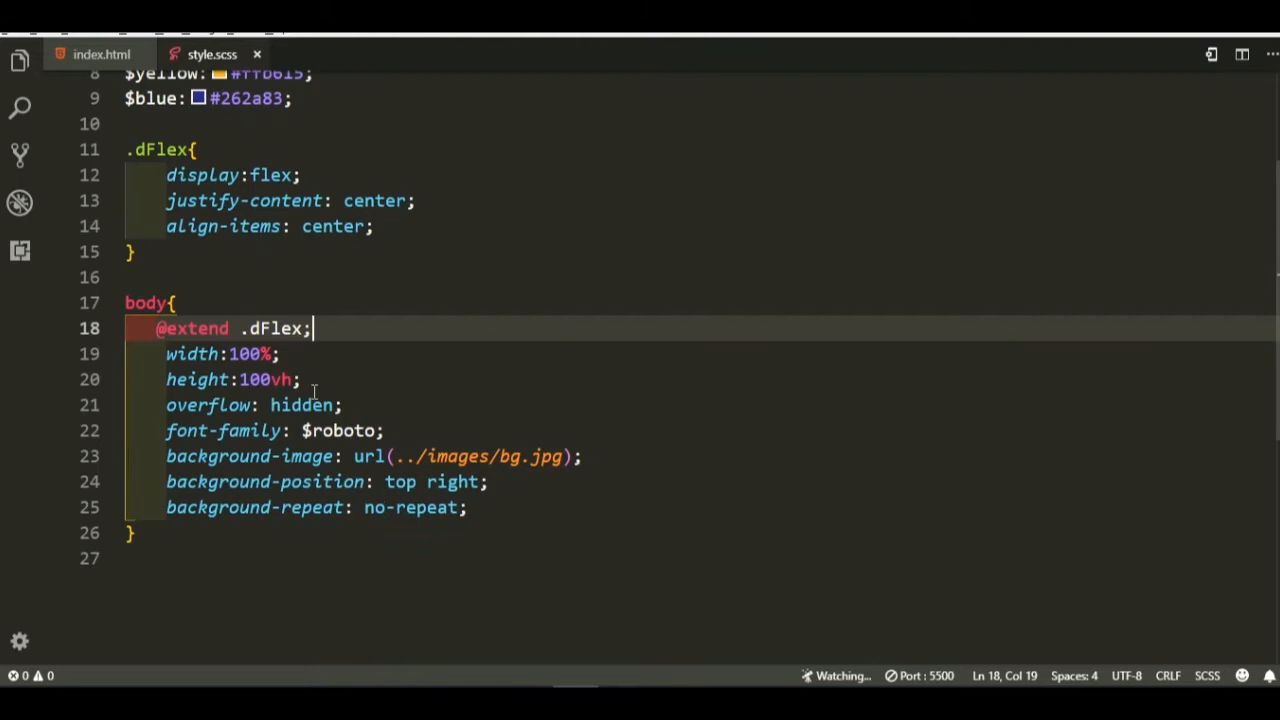 index.html
style.scss
8 $yellow: #ffb615;
9 $blue: #262a83;
10
11 .dFlex{
12 display:flex;
13 justify-content: center;
14 align-items: center;
15 }
16
17 body{
18 @extend .dFlex;
19 width:100%;
20 height:100vh;
21 overflow: hidden;
22 font-family: $roboto;
23 background-image: url(../images/bg.jpg);
24 background-position: top right;
25 background-repeat: no-repeat;
26 }
27
0 0 Watching... Port : 5500 Ln 18, Col 19 Spaces: 4 UTF-8 CRLF SCSS